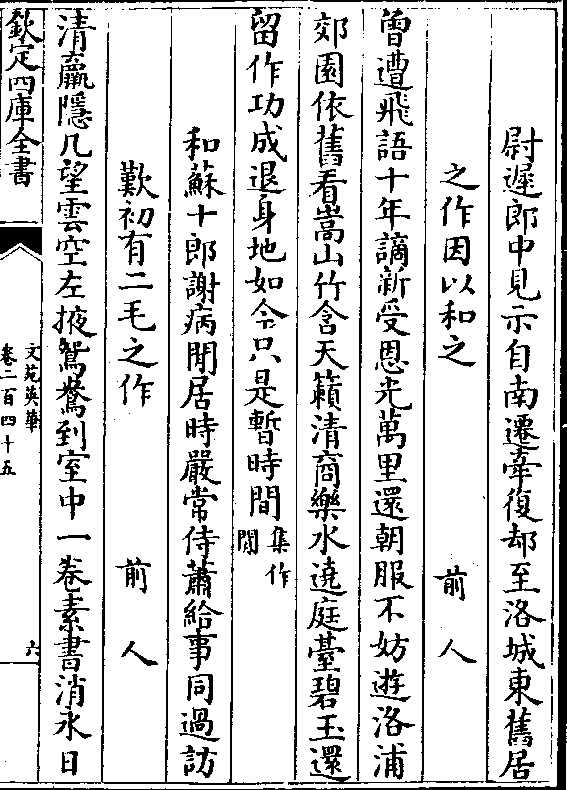 尉遲郎中見示自南遷牽復却至洛城東舊居
之作因以和之　前人
曽遭飛語十年謫新受恩光萬里還朝服不妨遊洛浦
郊園依舊看嵩山竹含天籟清商樂水遶庭臺碧玉還
留作功成退身地如今只是暫時間集作閒
和蘇十郎謝病閒居時嚴常侍蕭給事同過訪
歎初有二毛之作　前人
清羸隱几望雲空左掖鴛鸞到室中一卷素書消永日
欽定四庫全書
文苑英華
卷二百四十五
六